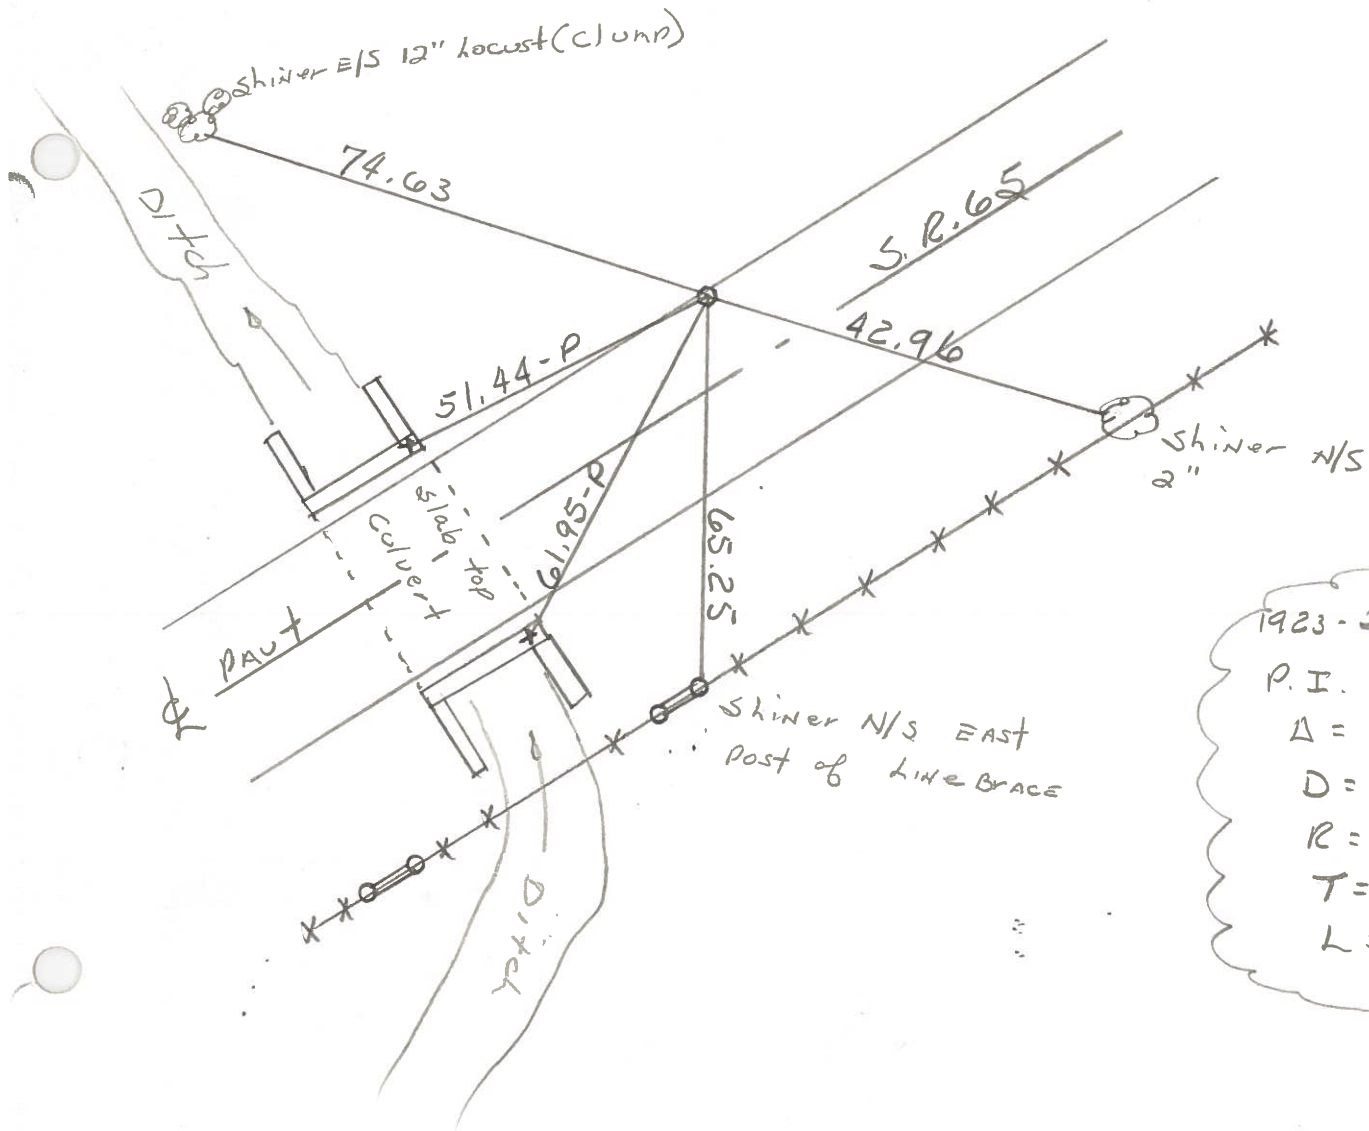 Shiner E/S 12" Locust (Clump)
74.63
Ditch
S.R. 65
42.96
51.44-P
Shiner N/S
2"
61.95-P
65.25
Slab top
Culvert
PAV't
℄
Shiner N/S EAST
Post of Line BrACE
Ditch
1923-
P.I.
Δ =
D =
R =
T =
L